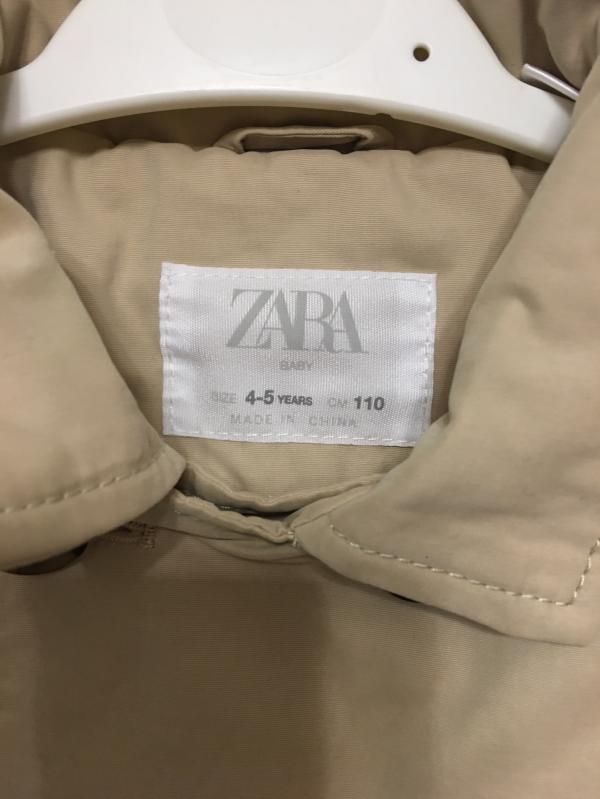 ZARA
BABY
SIZE 4-5 YEARS CM 110
MADE IN CHINA